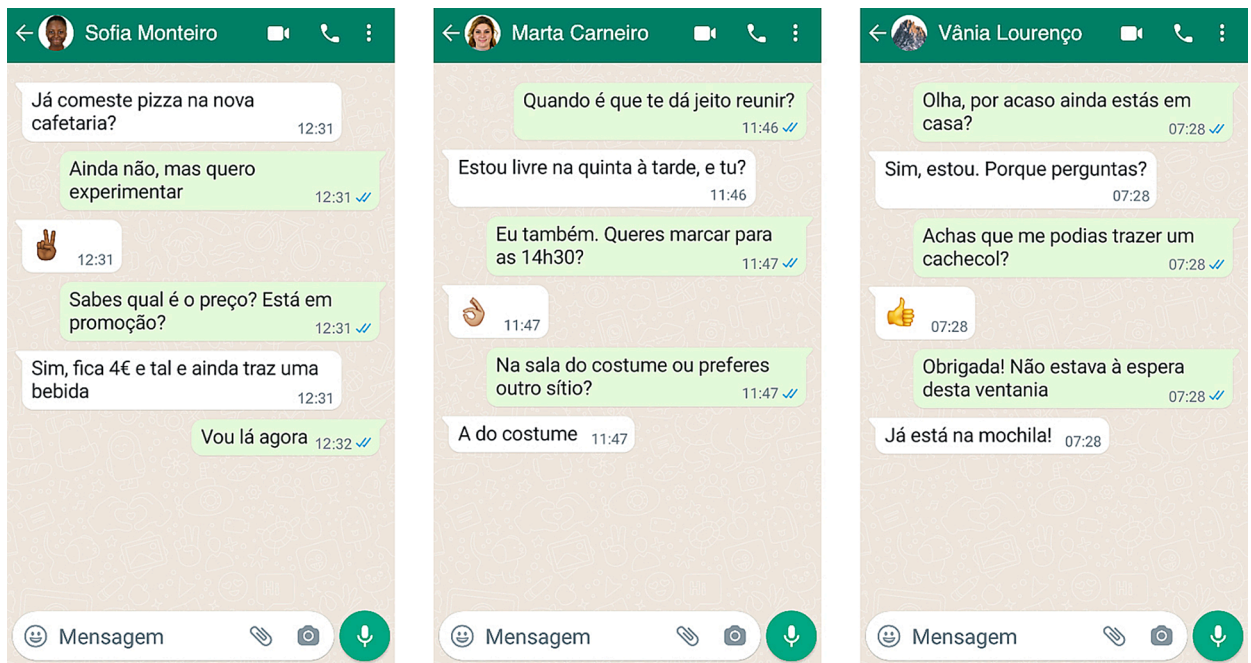 Sofia Monteiro
Já comeste pizza na nova
cafetaria?
12:31
Ainda não, mas quero
experimentar
12:31
12:31
Sabes qual é o preço? Está em
promoção?
12:31
Sim, fica 4€ e tal e ainda traz uma
bebida
12:31
Vou lá agora 12:32
Mensagem
Marta Carneiro
Quando é que te dá jeito reunir?
11:46
Estou livre na quinta à tarde, e tu?
11:46
Eu também. Queres marcar para
as 14h30?
11:47
11:47
Na sala do costume ou preferes
outro sítio?
11:47
A do costume 11:47
Mensagem
Vânia Lourenço
Olha, por acaso ainda estás em
casa?
07:28
Sim, estou. Porque perguntas?
07:28
Achas que me podias trazer um
cachecol?
07:28
07:28
Obrigada! Não estava à espera
desta ventania
07:28
Já está na mochila! 07:28
Mensagem